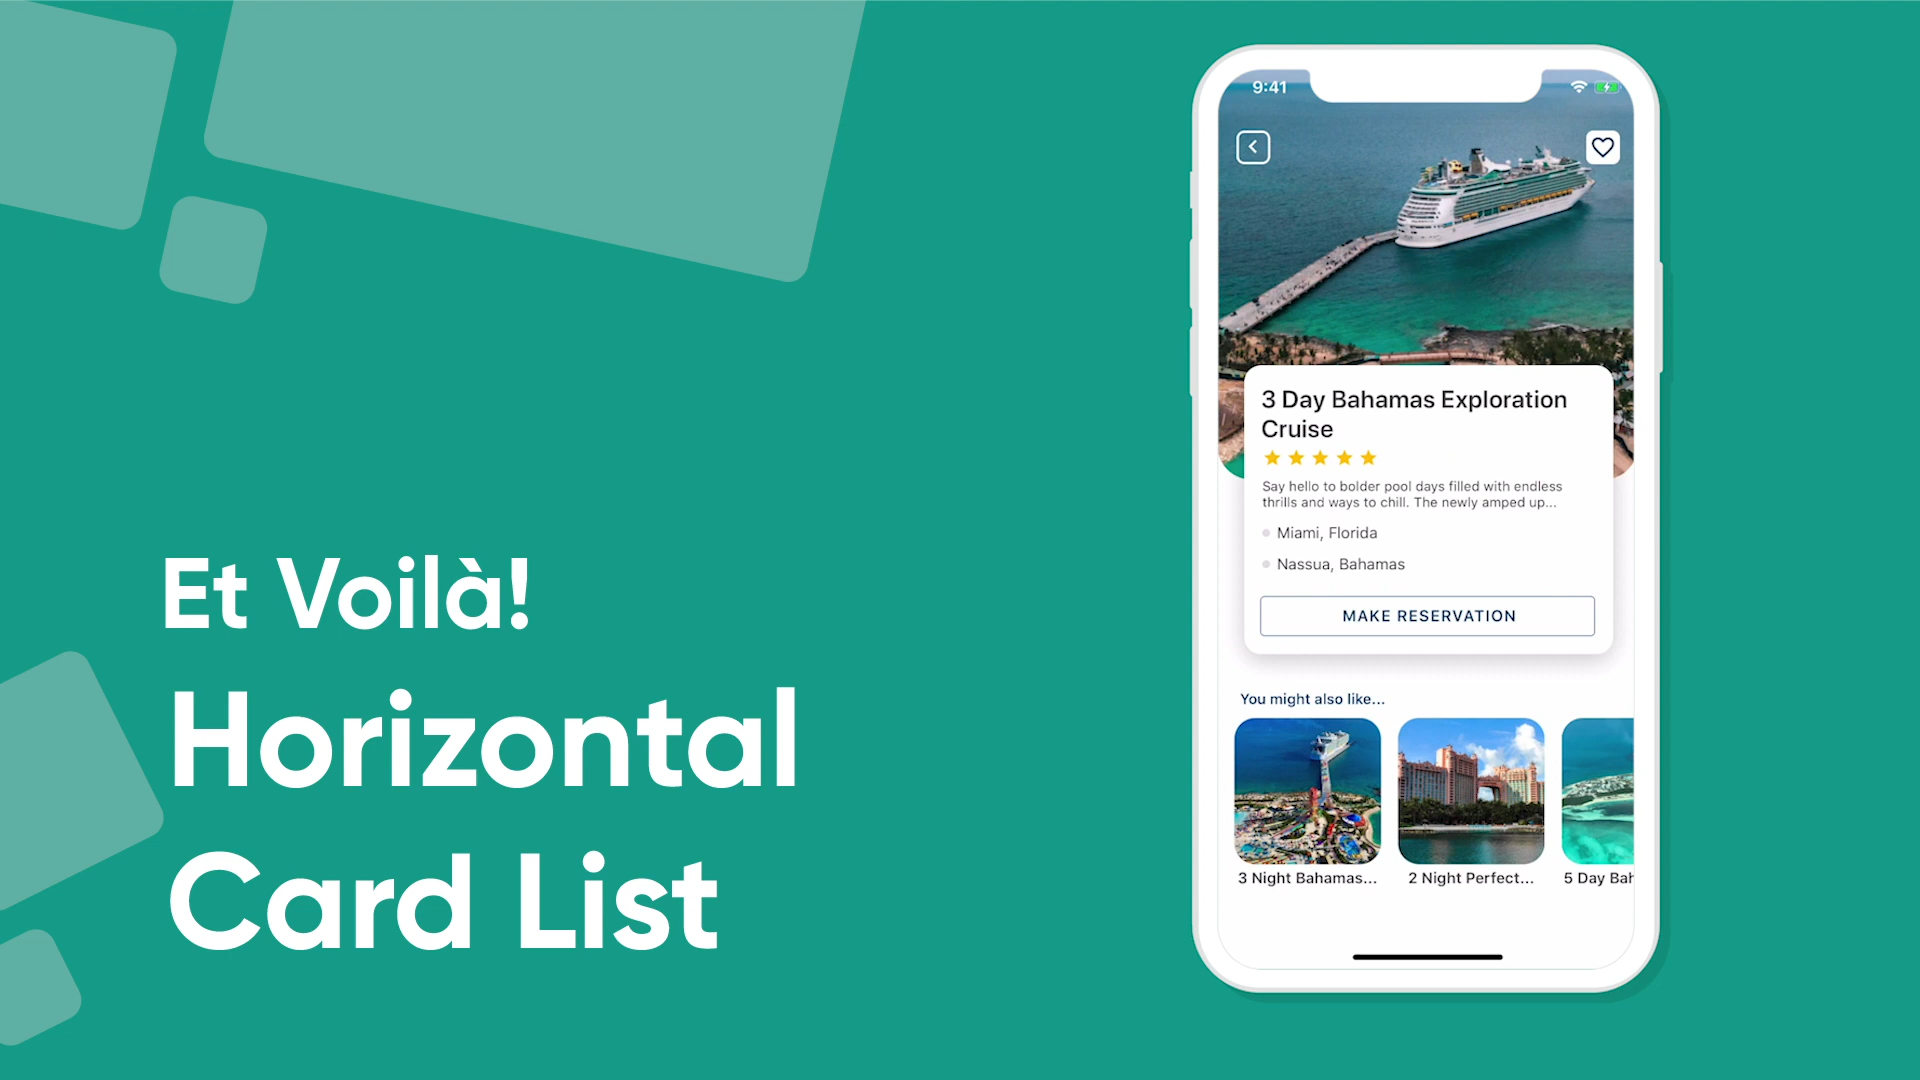 Et Voilà!
Horizontal
Card List
9:41
3 Day Bahamas Exploration
Cruise
Say hello to bolder pool days filled with endless
thrills and ways to chill. The newly amped up...
Miami, Florida
Nassua, Bahamas
MAKE RESERVATION
You might also like...
3 Night Bahamas...
2 Night Perfect...
5 Day Bah